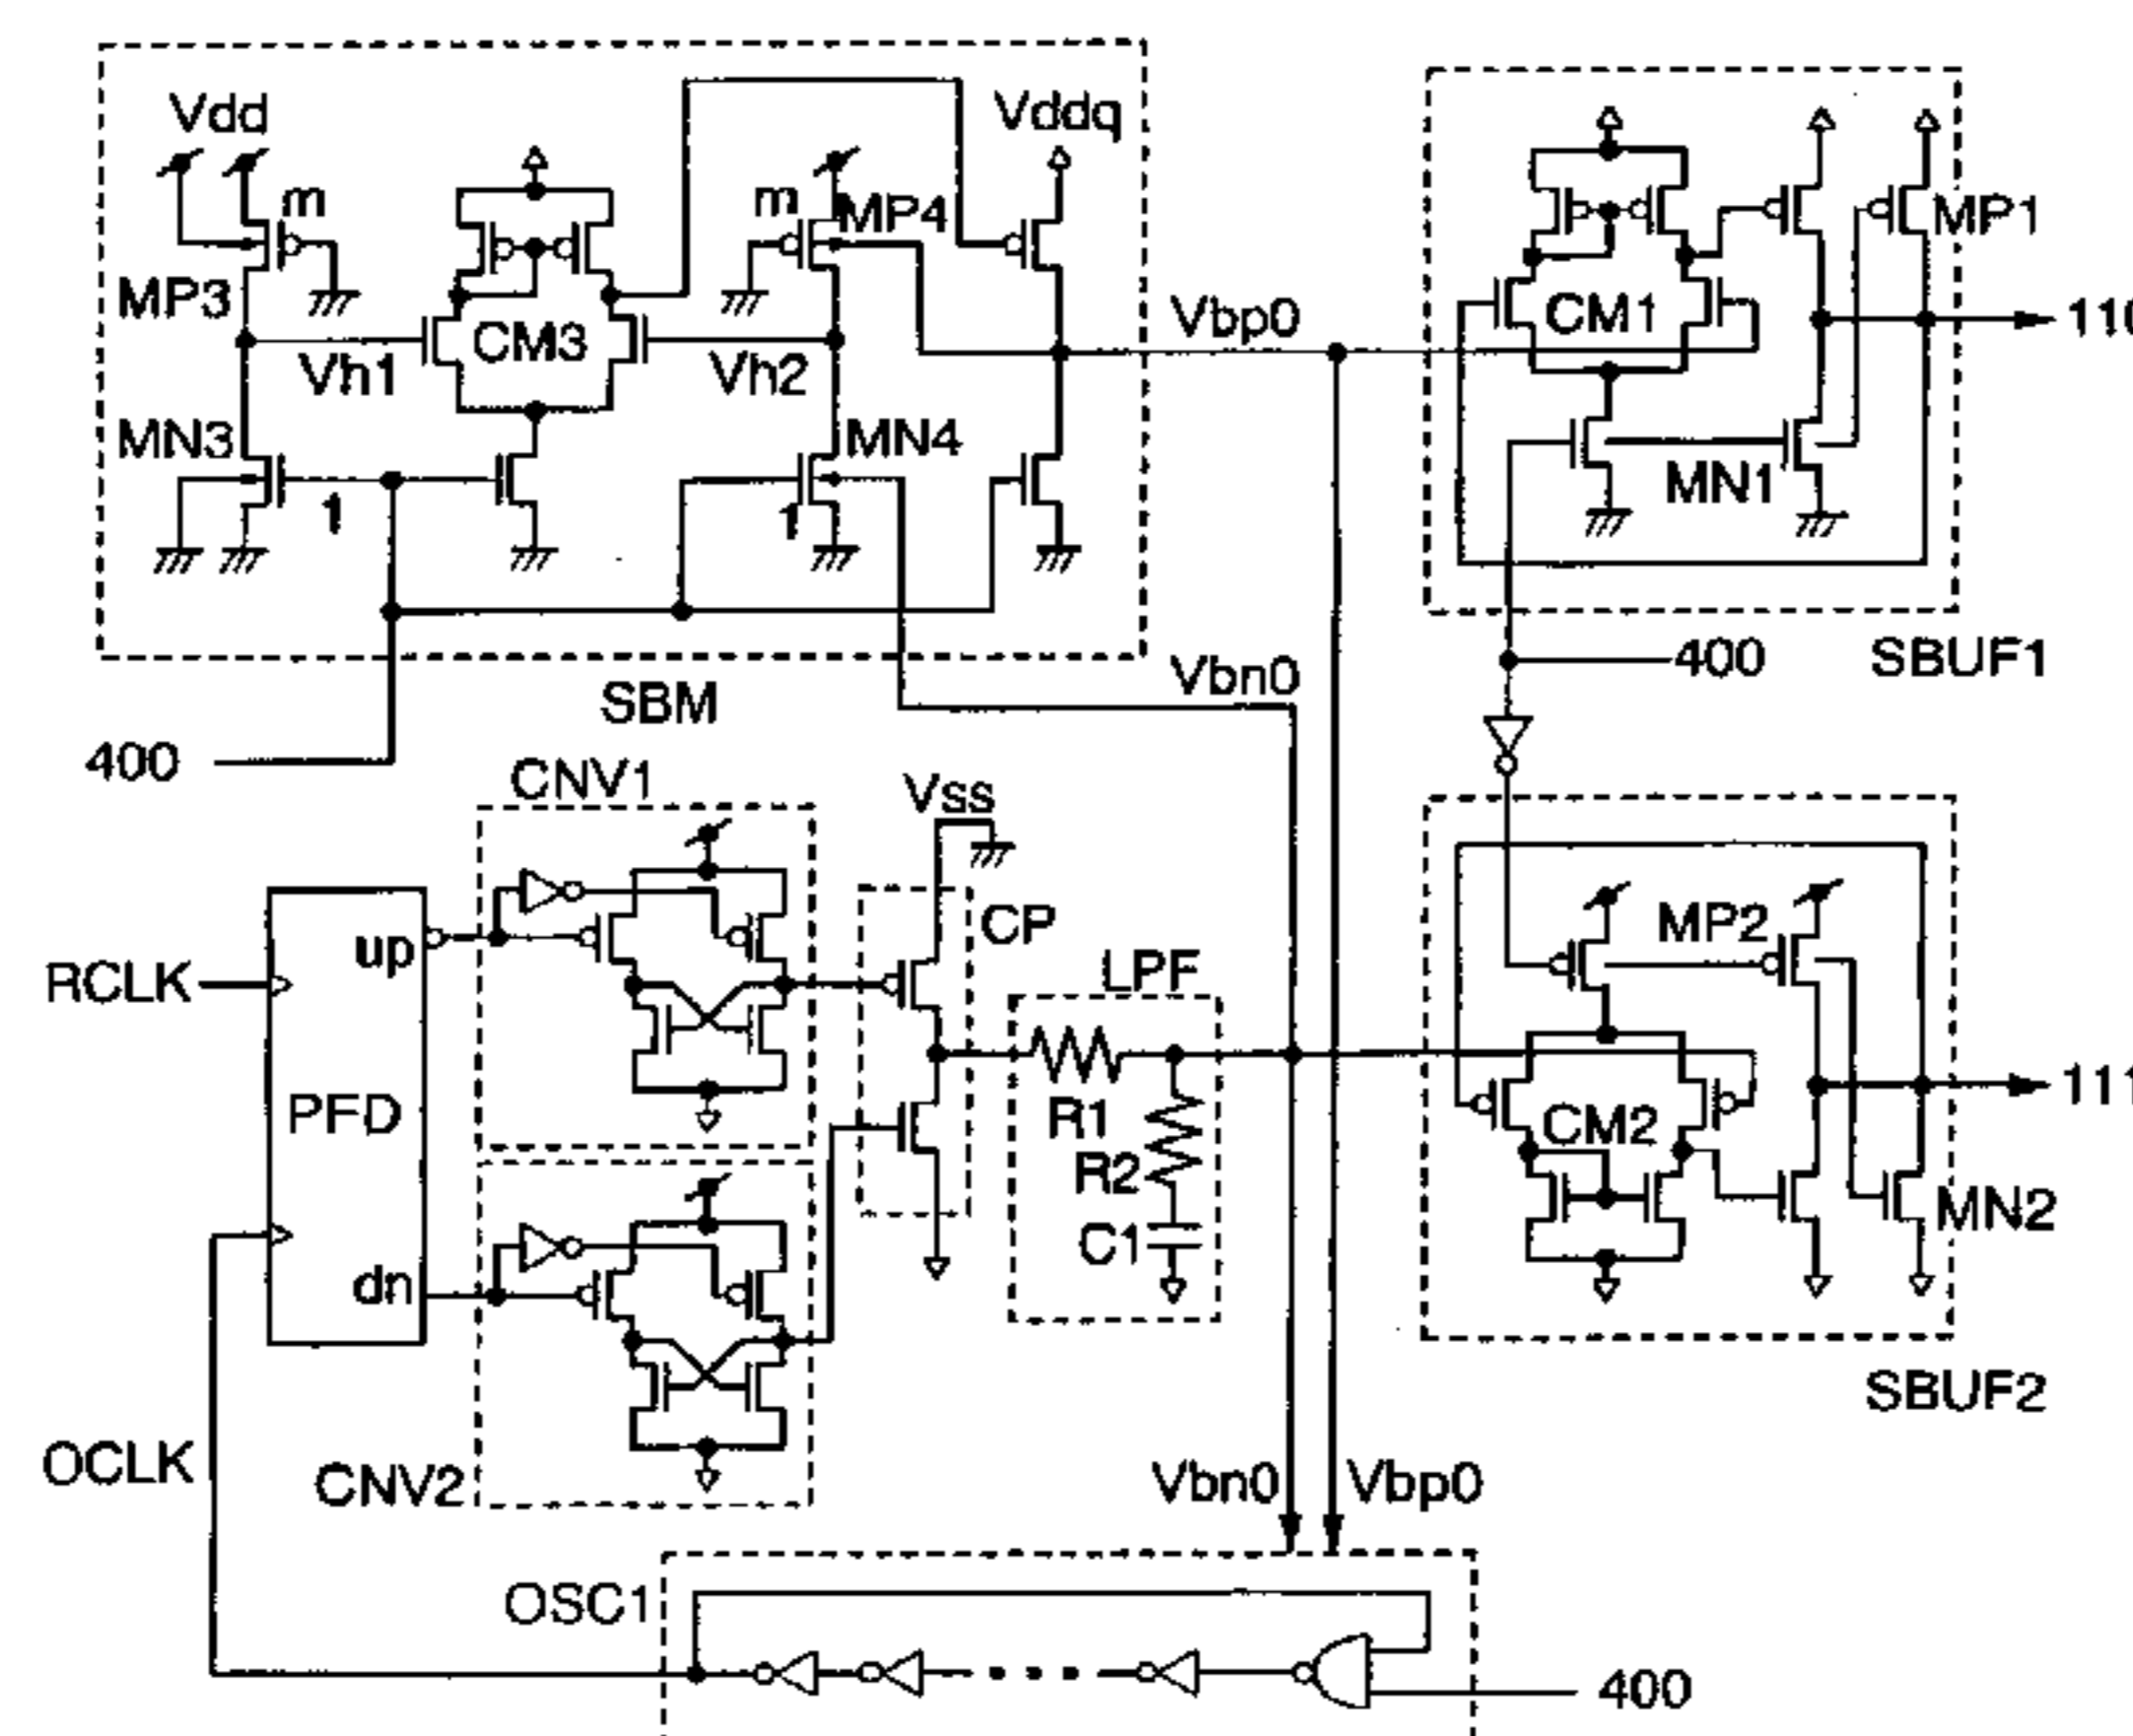 Vdd
Vddq
m
m
MP4
MP1
MP3
CM3
CM1
Vbp0
110
Vh1
Vh2
MN3
MN4
MN1
1
1
400
SBUF1
Vbn0
SBM
400
CNV1
Vss
up
CP
MP2
RCLK
LPF
PFD
R1
CM2
111
R2
C1
MN2
dn
SBUF2
OCLK
CNV2
Vbn0
Vbp0
OSC1
400